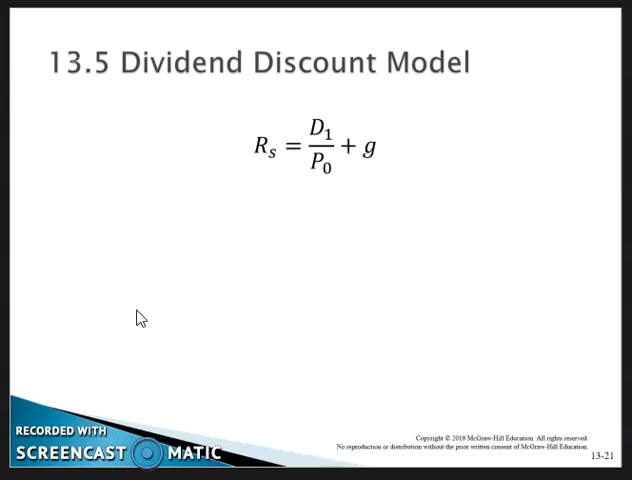 13.5 Dividend Discount Model
R_s = D_1/P_0 + g
RECORDED WITH
SCREENCAST MATIC
Copyright © 2019 McGraw-Hill Education. All rights reserved.
No reproduction or distribution without the prior written consent of McGraw-Hill Education.
13-21